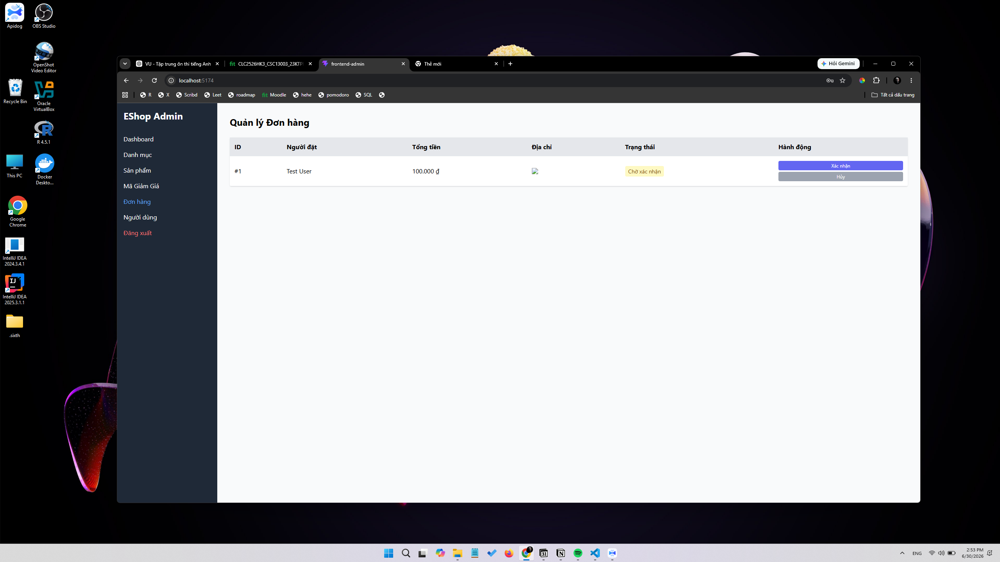 Apidog
OBS Studio
OpenShot
Video Editor
Recycle Bin
Oracle
VirtualBox
R 4.5.1
This PC
Docker
Deskto...
Google
Chrome
IntelliJ IDEA
2024.3.4.1
IJ
IntelliJ IDEA
2025.3.1.1
.sixth
VU - Tập trung ôn thi tiếng Anh
fit CLC2526HK3_CSC13003_23KTP
frontend-admin
Thẻ mới
Hỏi Gemini
localhost:5174
R
X
Scribd
Leet
roadmap
fit Moodle
hehe
pomodoro
SQL
Tất cả dấu trang
EShop Admin
Dashboard
Danh mục
Sản phẩm
Mã Giảm Giá
Đơn hàng
Người dùng
Đăng xuất
Quản lý Đơn hàng
ID Người đặt Tổng tiền Địa chỉ Trạng thái Hành động
#1 Test User 100.000 ₫ Chờ xác nhận Xác nhận
Hủy
31
ENG
2:53 PM
6/30/2026